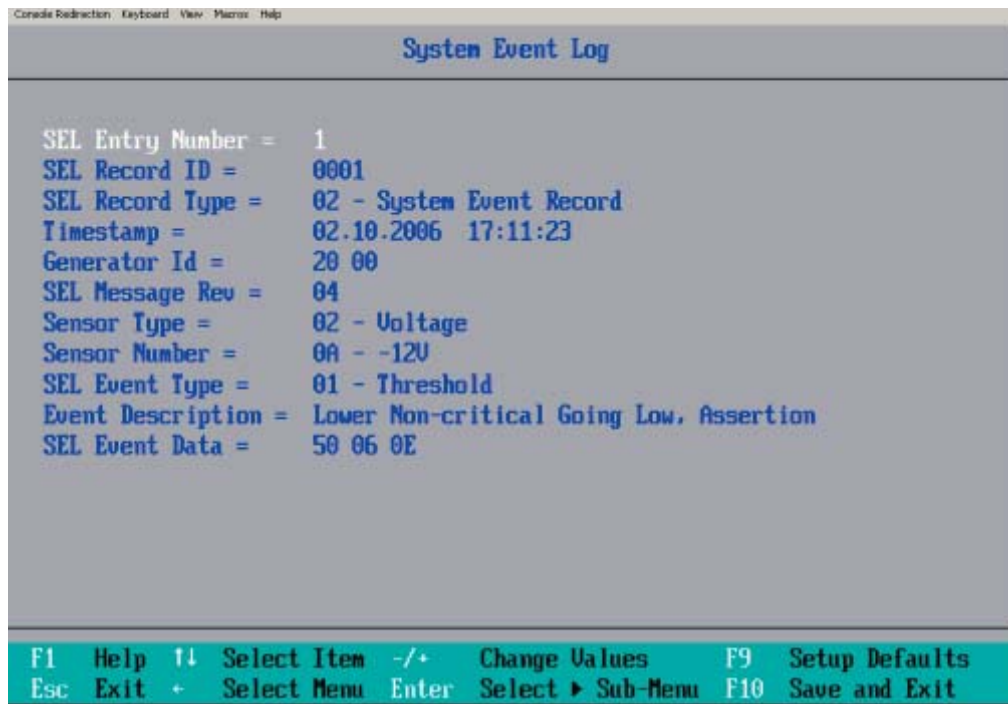 Console Redirection Keyboard View Macros Help
System Event Log
SEL Entry Number = 1
SEL Record ID = 0001
SEL Record Type = 02 - System Event Record
Timestamp = 02.10.2006 17:11:23
Generator Id = 20 00
SEL Message Rev = 04
Sensor Type = 02 - Voltage
Sensor Number = 0A - -12V
SEL Event Type = 01 - Threshold
Event Description = Lower Non-critical Going Low, Assertion
SEL Event Data = 50 06 0E
F1 Help ↑↓ Select Item -/+ Change Values F9 Setup Defaults
Esc Exit ← Select Menu Enter Select ▶ Sub-Menu F10 Save and Exit